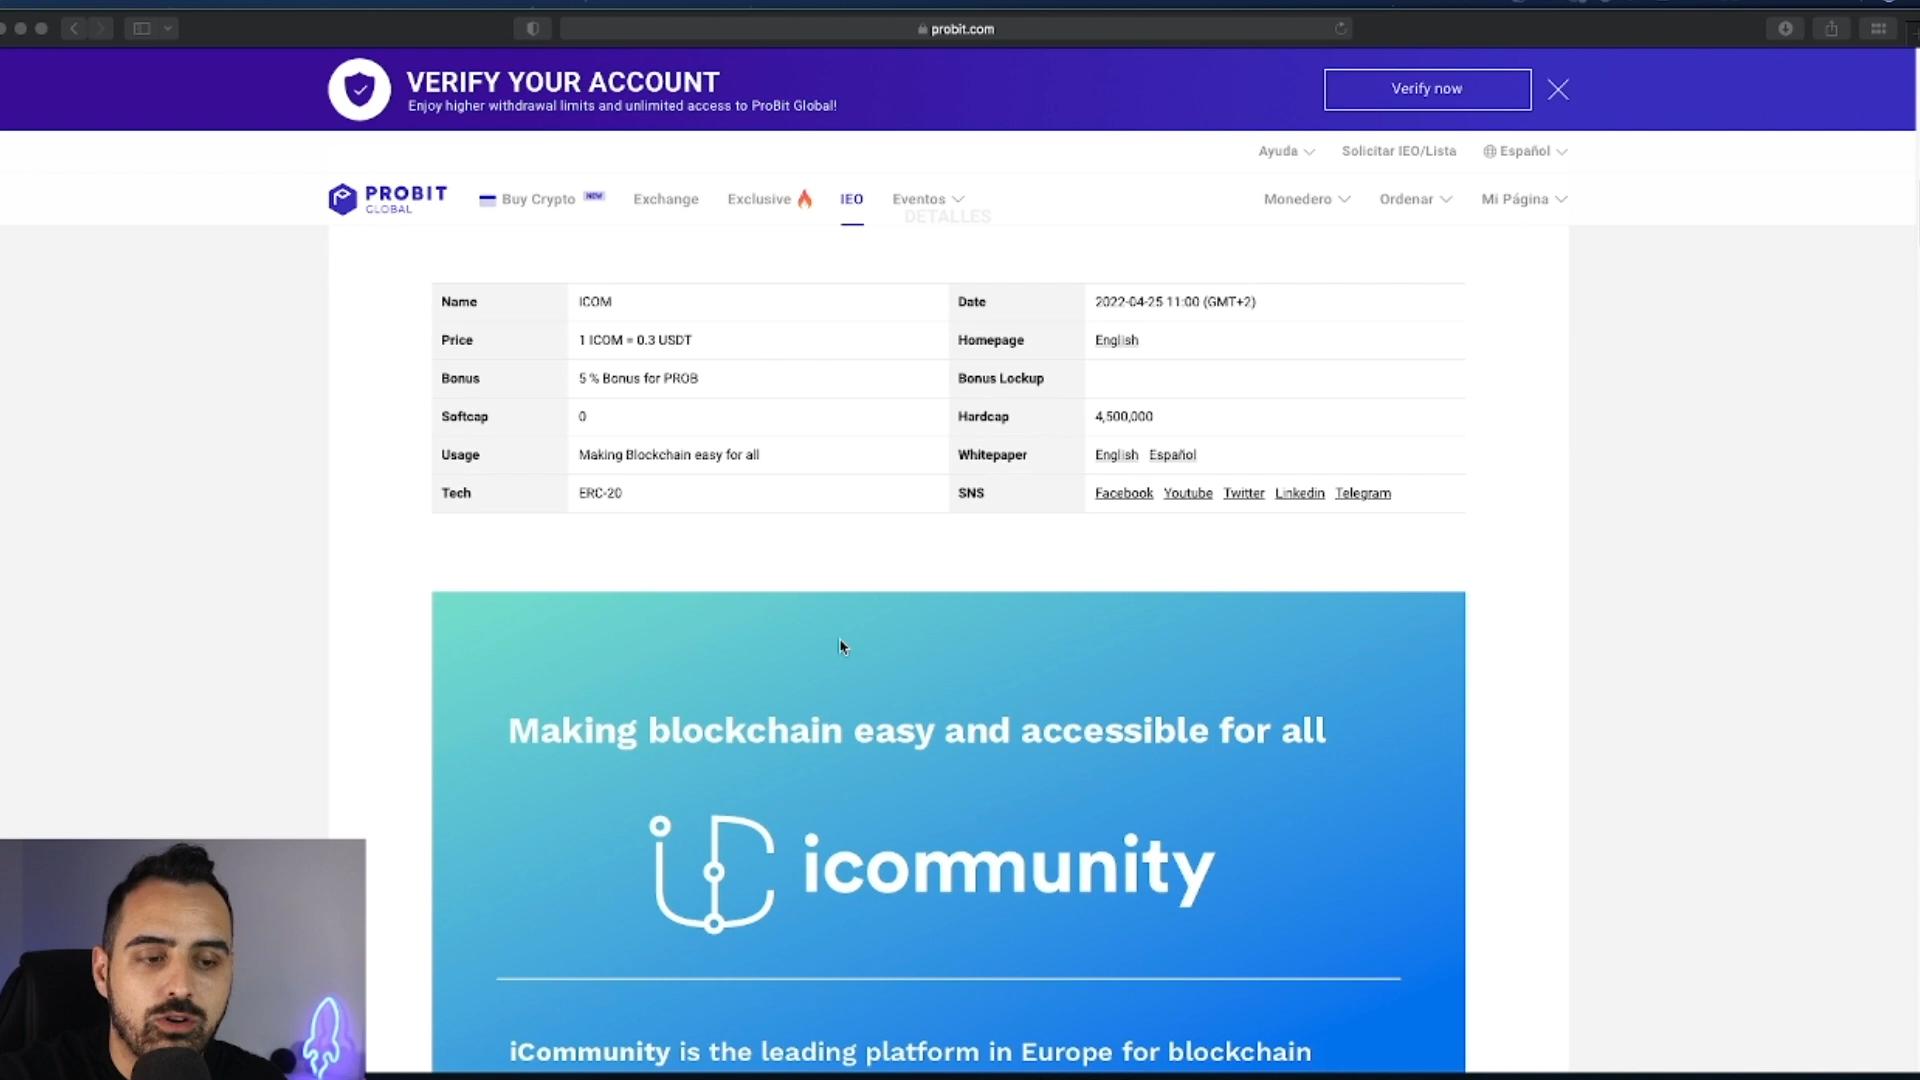 probit.com
VERIFY YOUR ACCOUNT
Enjoy higher withdrawal limits and unlimited access to ProBit Global!
Verify now
Ayuda
Solicitar IEO/Lista
Español
PROBIT
GLOBAL
Buy Crypto NEW
Exchange
Exclusive
IEO
Eventos
Monedero
Ordenar
Mi Página
DETALLES
Name ICOM Date 2022-04-25 11:00 (GMT+2)
Price 1 ICOM = 0.3 USDT Homepage English
Bonus 5 % Bonus for PROB Bonus Lockup
Softcap 0 Hardcap 4,500,000
Usage Making Blockchain easy for all Whitepaper English Español
Tech ERC-20 SNS Facebook Youtube Twitter Linkedin Telegram
Making blockchain easy and accessible for all
icommunity
iCommunity is the leading platform in Europe for blockchain